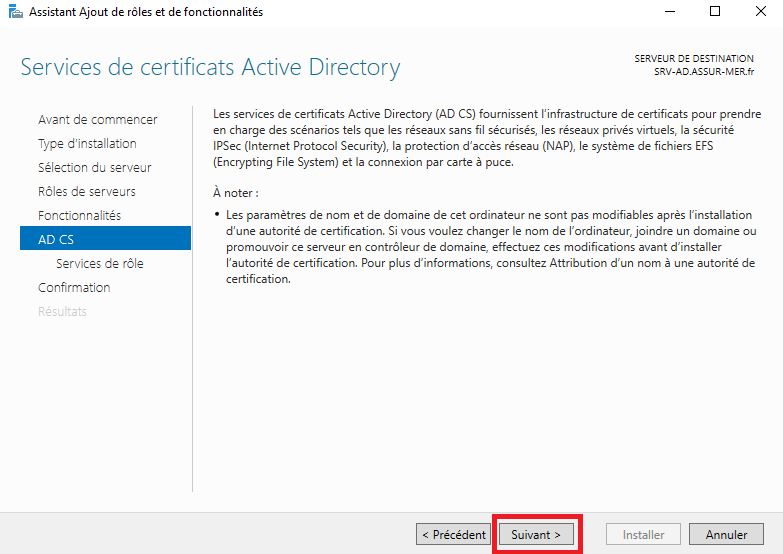 Assistant Ajout de rôles et de fonctionnalités
Services de certificats Active Directory
SERVEUR DE DESTINATION
SRV-AD.ASSUR-MER.fr
Avant de commencer
Type d'installation
Sélection du serveur
Rôles de serveurs
Fonctionnalités
AD CS
Services de rôle
Confirmation
Résultats
Les services de certificats Active Directory (AD CS) fournissent l'infrastructure de certificats pour prendre
en charge des scénarios tels que les réseaux sans fil sécurisés, les réseaux privés virtuels, la sécurité
IPSec (Internet Protocol Security), la protection d'accès réseau (NAP), le système de fichiers EFS
(Encrypting File System) et la connexion par carte à puce.
À noter :
• Les paramètres de nom et de domaine de cet ordinateur ne sont pas modifiables après l'installation
d'une autorité de certification. Si vous voulez changer le nom de l'ordinateur, joindre un domaine ou
promouvoir ce serveur en contrôleur de domaine, effectuez ces modifications avant d'installer
l'autorité de certification. Pour plus d'informations, consultez Attribution d'un nom à une autorité de
certification.
< Précédent
Suivant >
Installer
Annuler